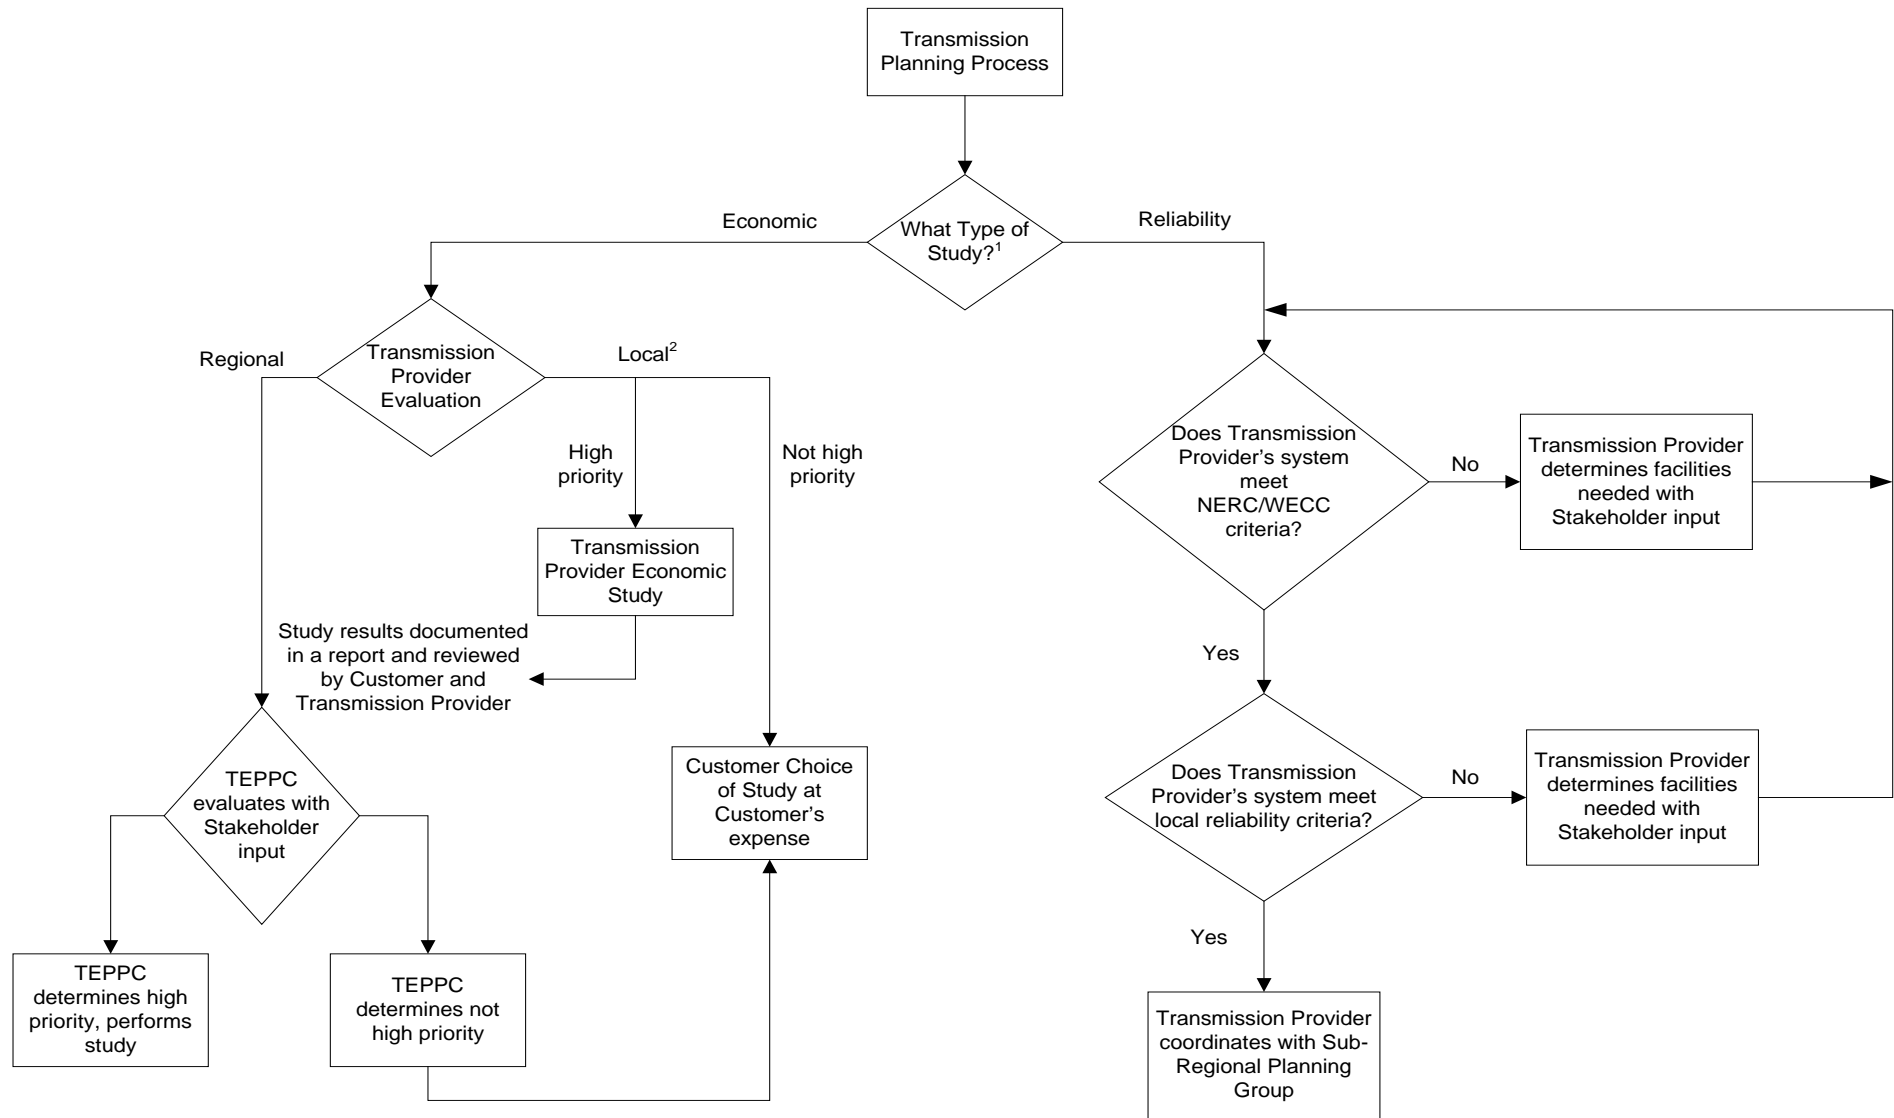 Transmission
Planning Process
What Type of
Study?¹
Economic
Reliability
Transmission
Provider
Evaluation
Regional
Local²
High
priority
Not high
priority
Transmission
Provider Economic
Study
Study results documented
in a report and reviewed
by Customer and
Transmission Provider
TEPPC
evaluates with
Stakeholder
input
Customer Choice
of Study at
Customer's
expense
TEPPC
determines high
priority, performs
study
TEPPC
determines not
high priority
Does Transmission
Provider's system
meet
NERC/WECC
criteria?
No
Transmission Provider
determines facilities
needed with
Stakeholder input
Yes
Does Transmission
Provider's system meet
local reliability criteria?
No
Transmission Provider
determines facilities
needed with
Stakeholder input
Yes
Transmission Provider
coordinates with Sub-
Regional Planning
Group